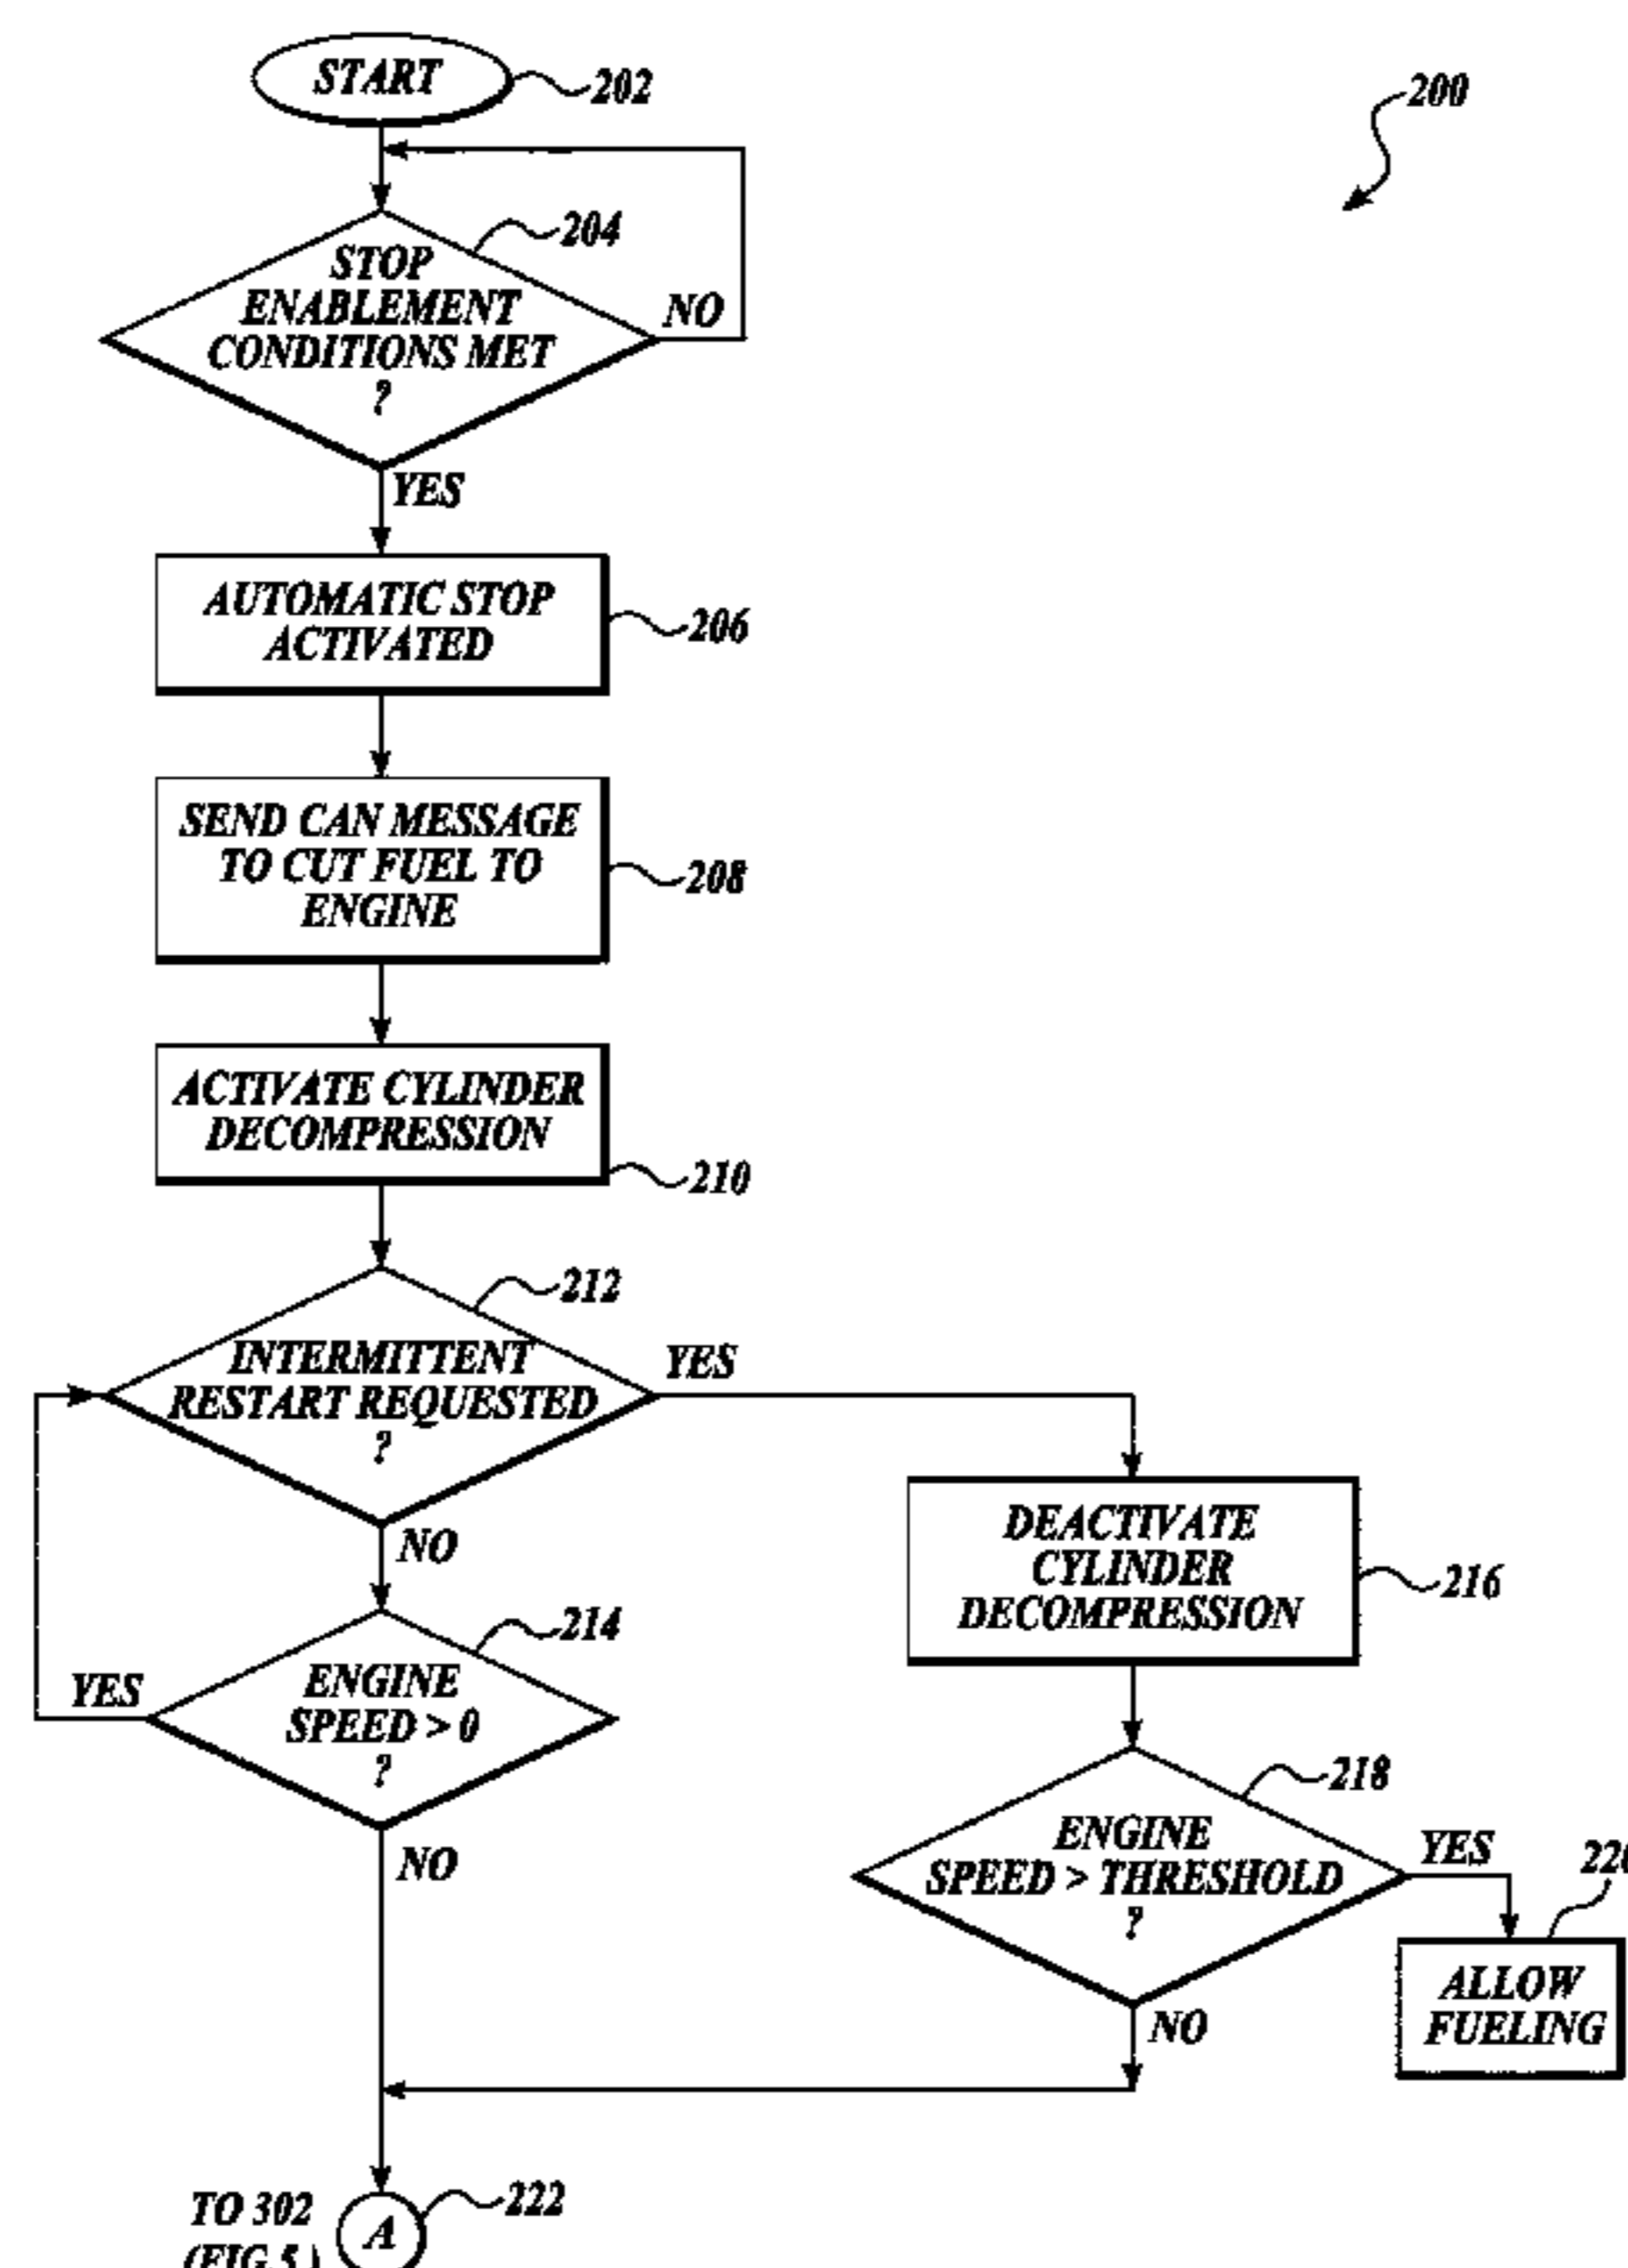 START
202
200
204
STOP
ENABLEMENT
CONDITIONS MET
?
NO
YES
AUTOMATIC STOP
ACTIVATED
206
SEND CAN MESSAGE
TO CUT FUEL TO
ENGINE
208
ACTIVATE CYLINDER
DECOMPRESSION
210
212
INTERMITTENT
RESTART REQUESTED
?
YES
NO
DEACTIVATE
CYLINDER
DECOMPRESSION
216
214
ENGINE
SPEED > 0
?
YES
NO
218
ENGINE
SPEED > THRESHOLD
?
YES
NO
ALLOW
FUELING
TO 302
(FIG.5)
A
222